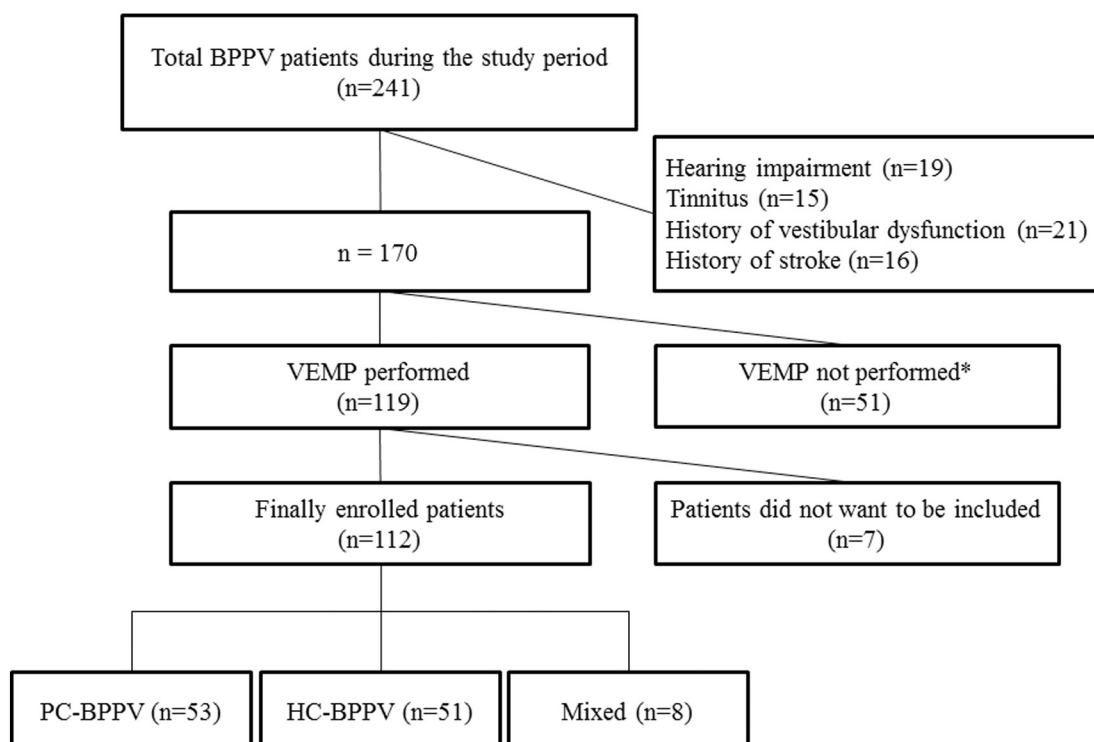 Total BPPV patients during the study period
(n=241)
Hearing impairment (n=19)
Tinnitus (n=15)
History of vestibular dysfunction (n=21)
History of stroke (n=16)
n = 170
VEMP performed
(n=119)
VEMP not performed*
(n=51)
Finally enrolled patients
(n=112)
Patients did not want to be included
(n=7)
PC-BPPV (n=53)
HC-BPPV (n=51)
Mixed (n=8)